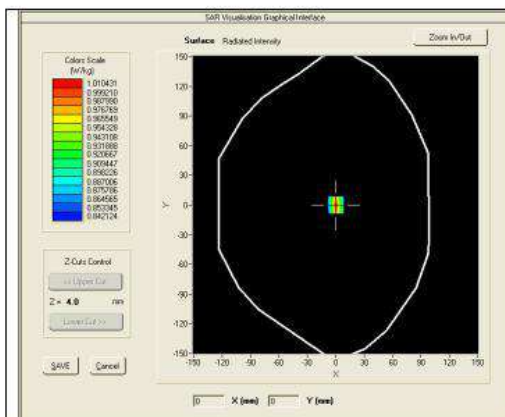 SAR Visualisation Graphical Interface
Surface Radiated Intensity
Zoom In/Out
Colors Scale
(W/kg)
1.010431
0.999210
0.987990
0.976769
0.965549
0.954328
0.943108
0.931888
0.920667
0.909447
0.898226
0.887006
0.875786
0.864565
0.853345
0.842124
Z-Cuts Control
<< Upper Cut
Z = 4.0 mm
Lower Cut >>
SAVE
Cancel
150
120
90
60
30
0
-30
-60
-90
-120
-150
Y
-150 -120 -90 -60 -30 0 30 60 90 120 150
X
0 X (mm) 0 Y (mm)